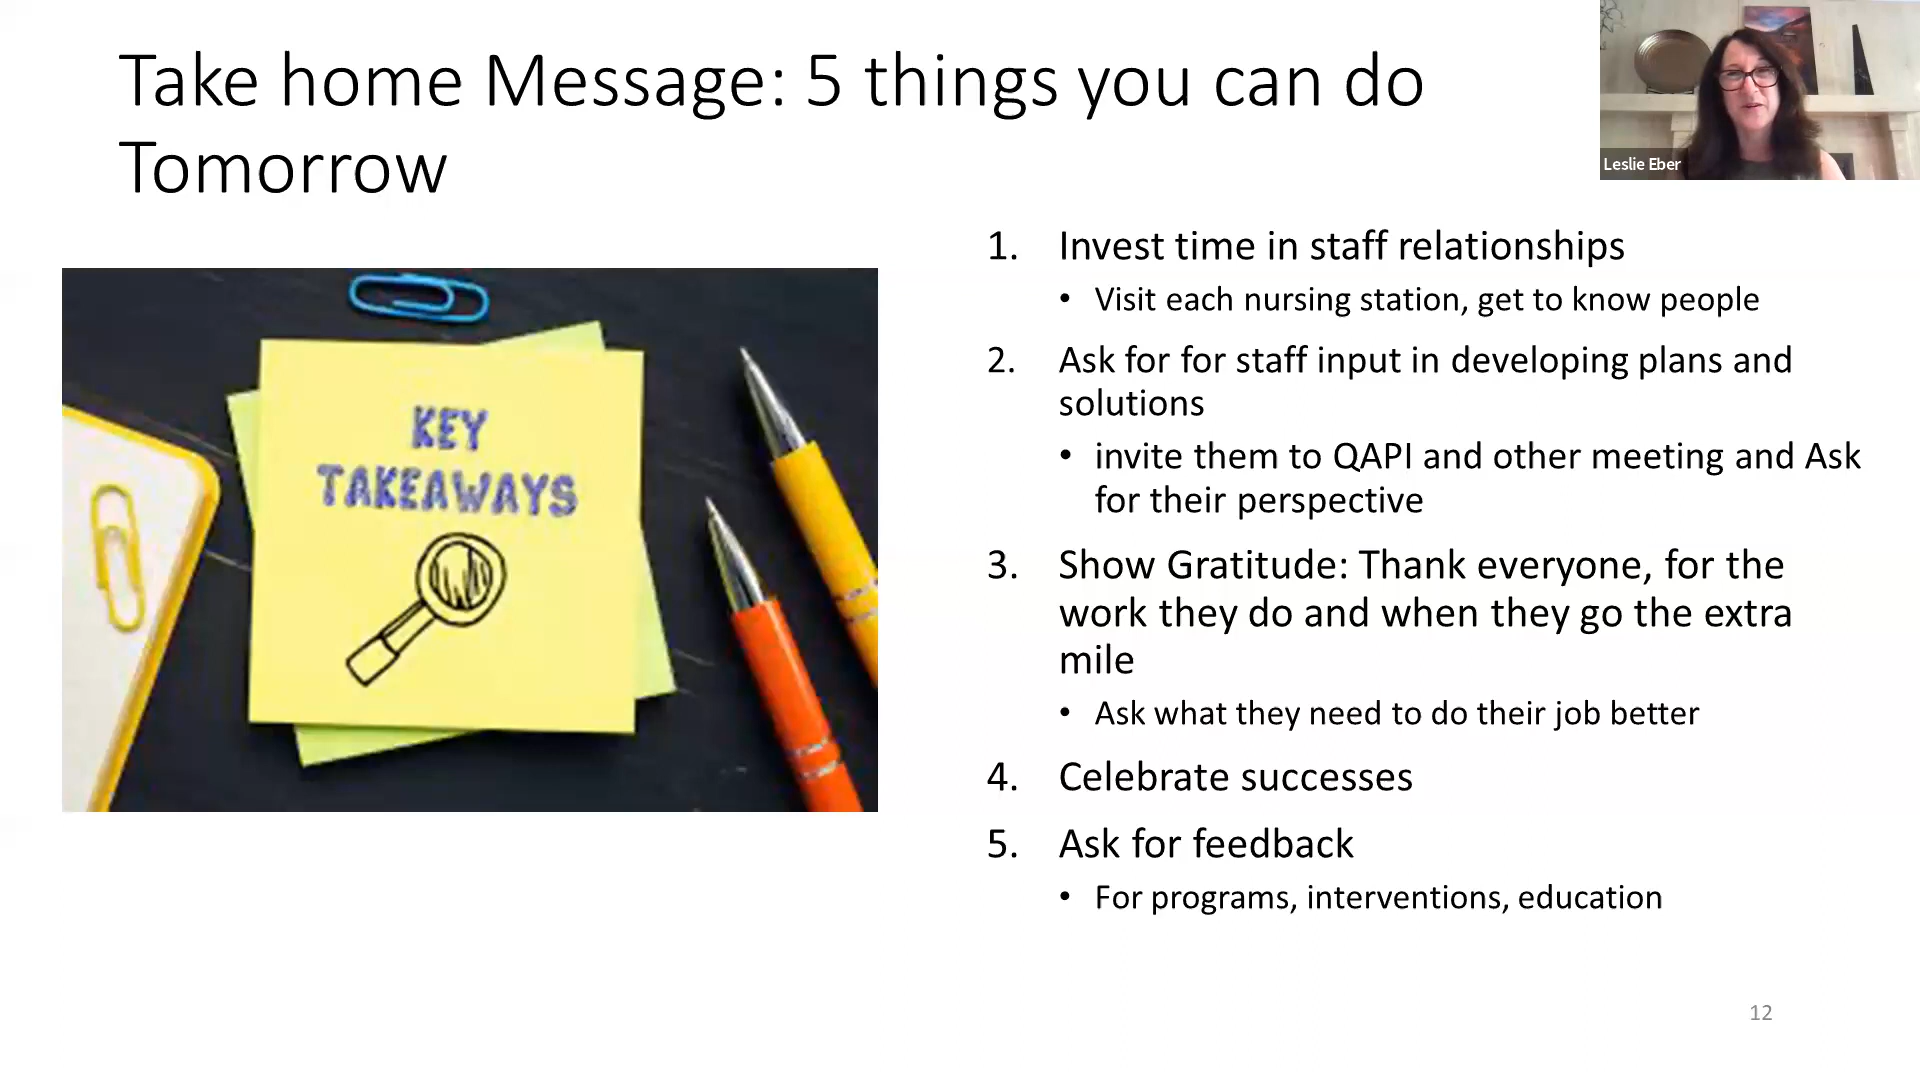 Take home Message: 5 things you can do
Tomorrow
Leslie Eber
KEY
TAKEAWAYS
1. Invest time in staff relationships
• Visit each nursing station, get to know people
2. Ask for for staff input in developing plans and
solutions
• invite them to QAPI and other meeting and Ask
for their perspective
3. Show Gratitude: Thank everyone, for the
work they do and when they go the extra
mile
• Ask what they need to do their job better
4. Celebrate successes
5. Ask for feedback
• For programs, interventions, education
12